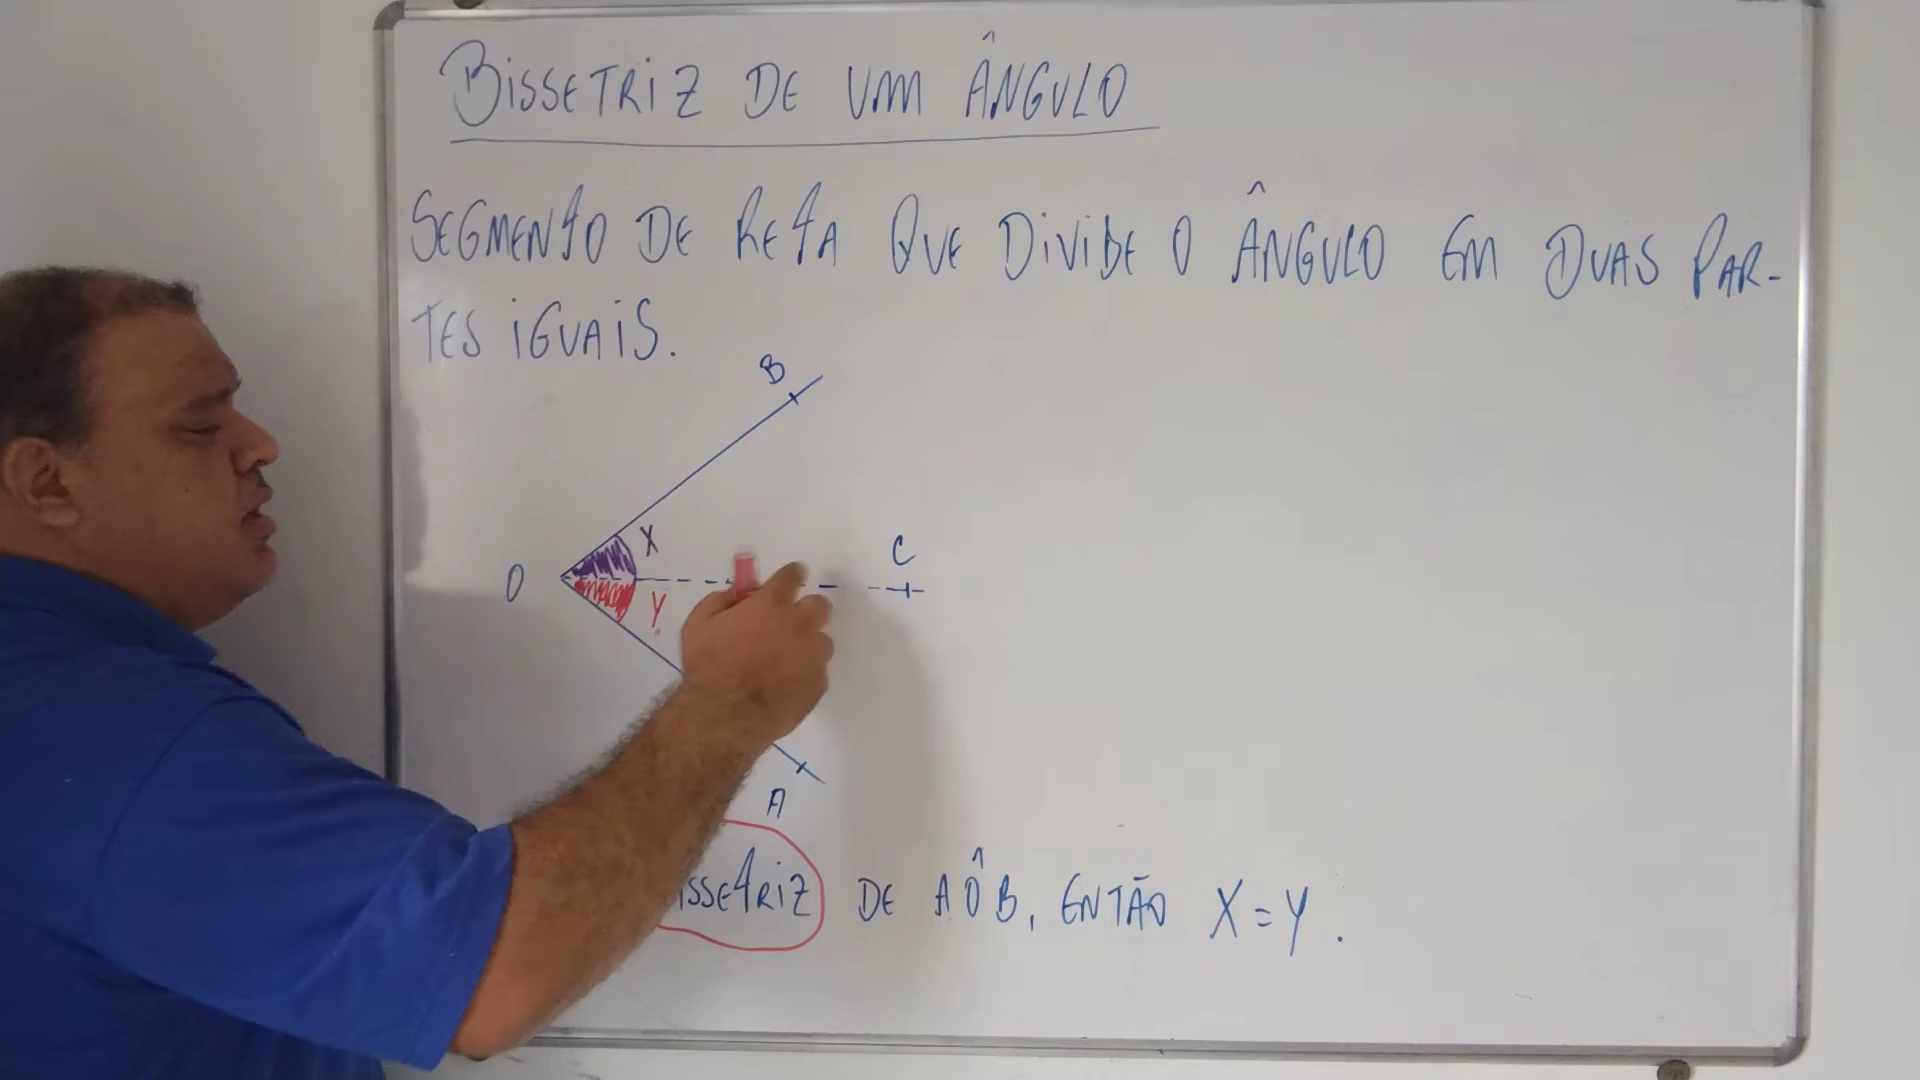 BISSETRIZ DE UM ÂNGULO
SEGMENTO DE RETA QUE DIVIDE O ÂNGULO EM DUAS PAR-
TES IGUAIS.
B
X
C
O
Y
A
ISSETRIZ DE AÔB, ENTÃO X=Y.